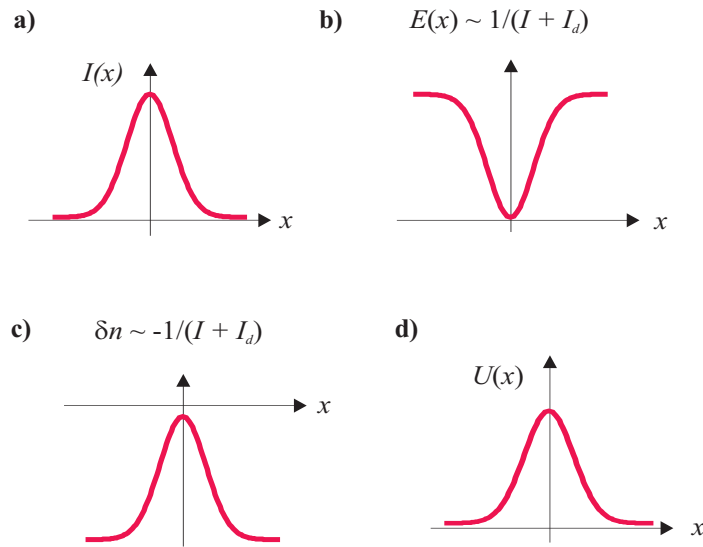 a)
I(x)
x
b)
E(x) ~ 1/(I + I_d)
x
c)
δn ~ -1/(I + I_d)
x
d)
U(x)
x